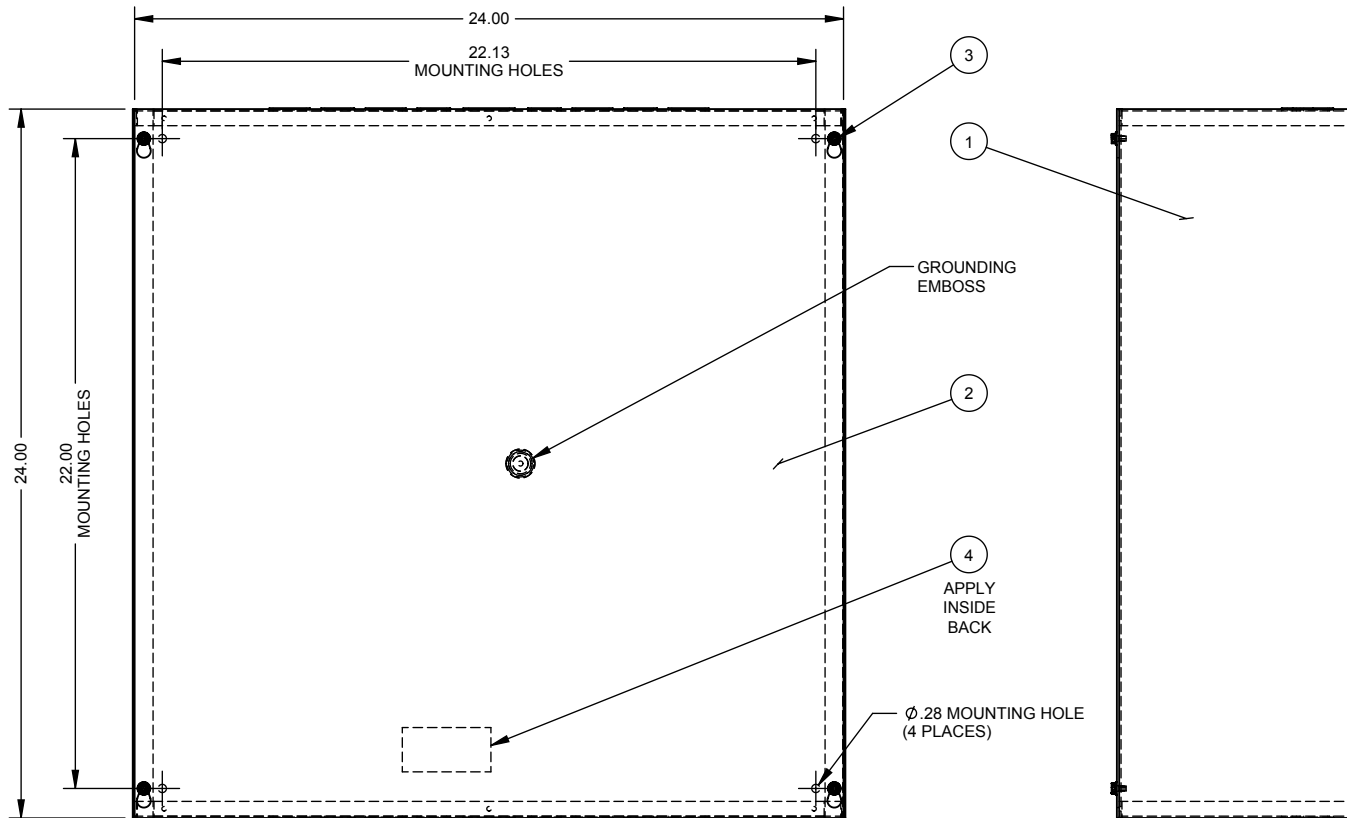 24.00
22.13
MOUNTING HOLES
3
1
GROUNDING
EMBOSS
24.00
22.00
MOUNTING HOLES
2
4
APPLY
INSIDE
BACK
Ø.28 MOUNTING HOLE
(4 PLACES)